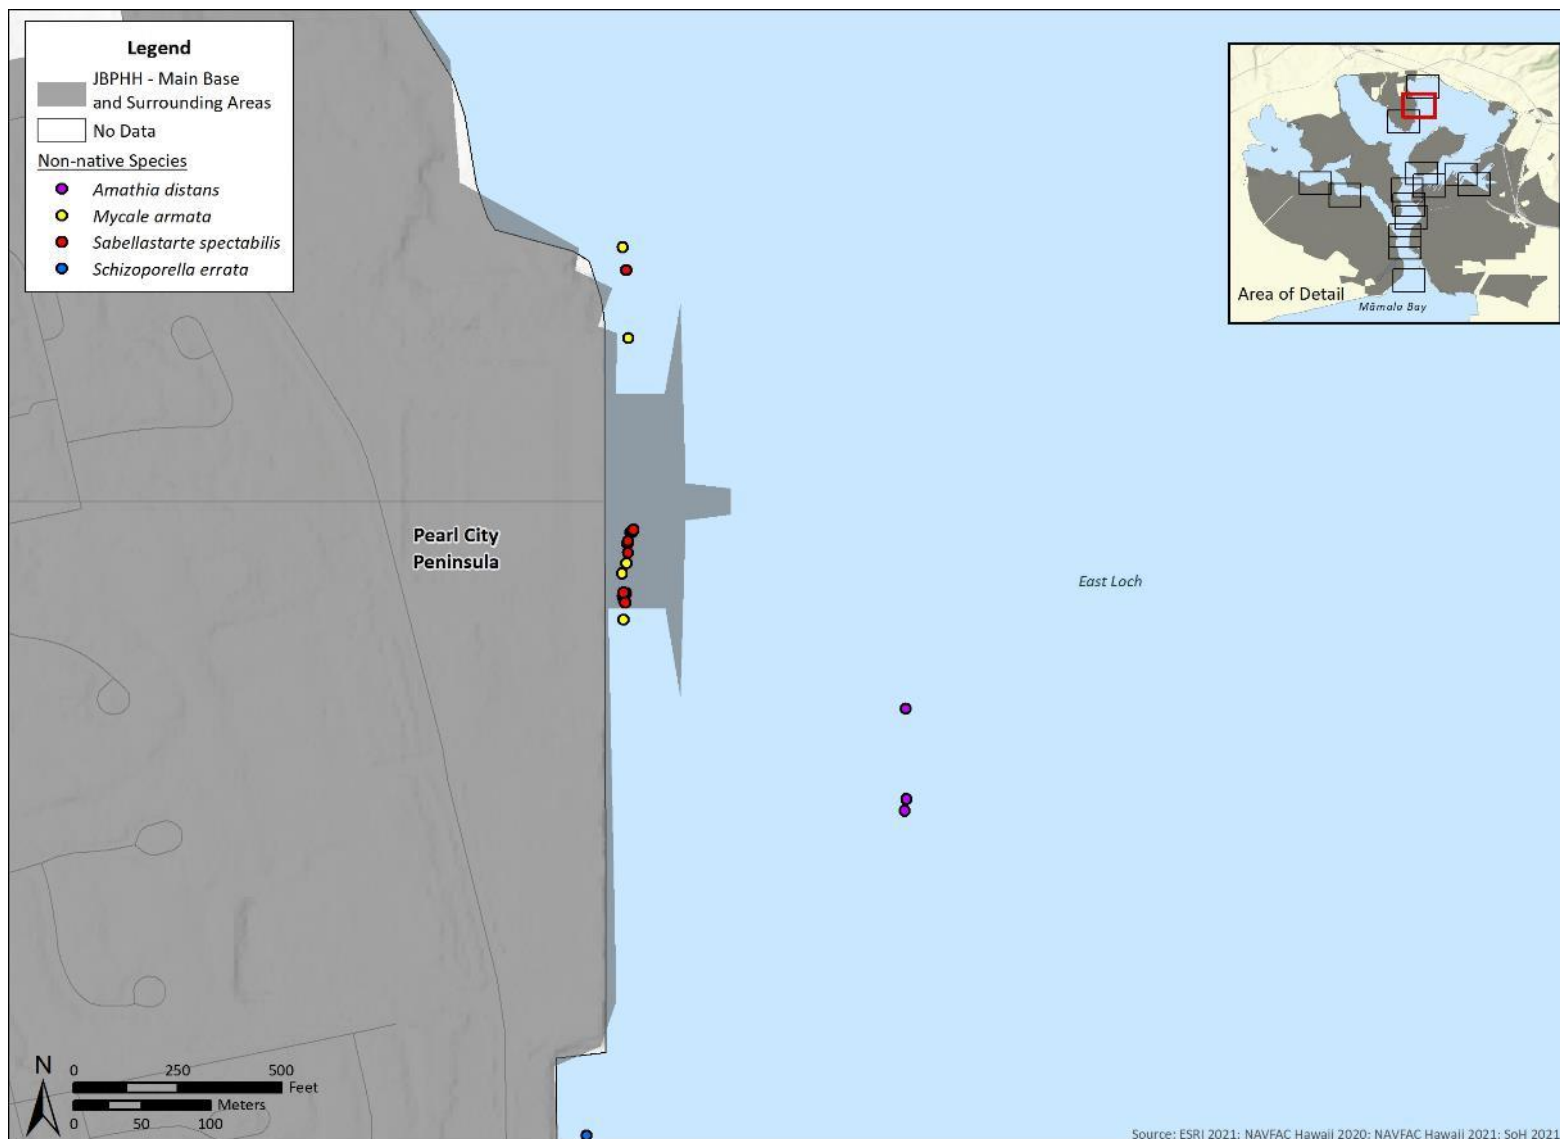 Legend
JBPHH - Main Base
and Surrounding Areas
No Data
Non-native Species
Amathia distans
Mycale armata
Sabellastarte spectabilis
Schizoporella errata
Area of Detail
Māmala Bay
Pearl City
Peninsula
East Loch
N
0 250 500
Feet
Meters
0 50 100
Source: ESRI 2021; NAVFAC Hawaii 2020; NAVFAC Hawaii 2021; SoH 2021